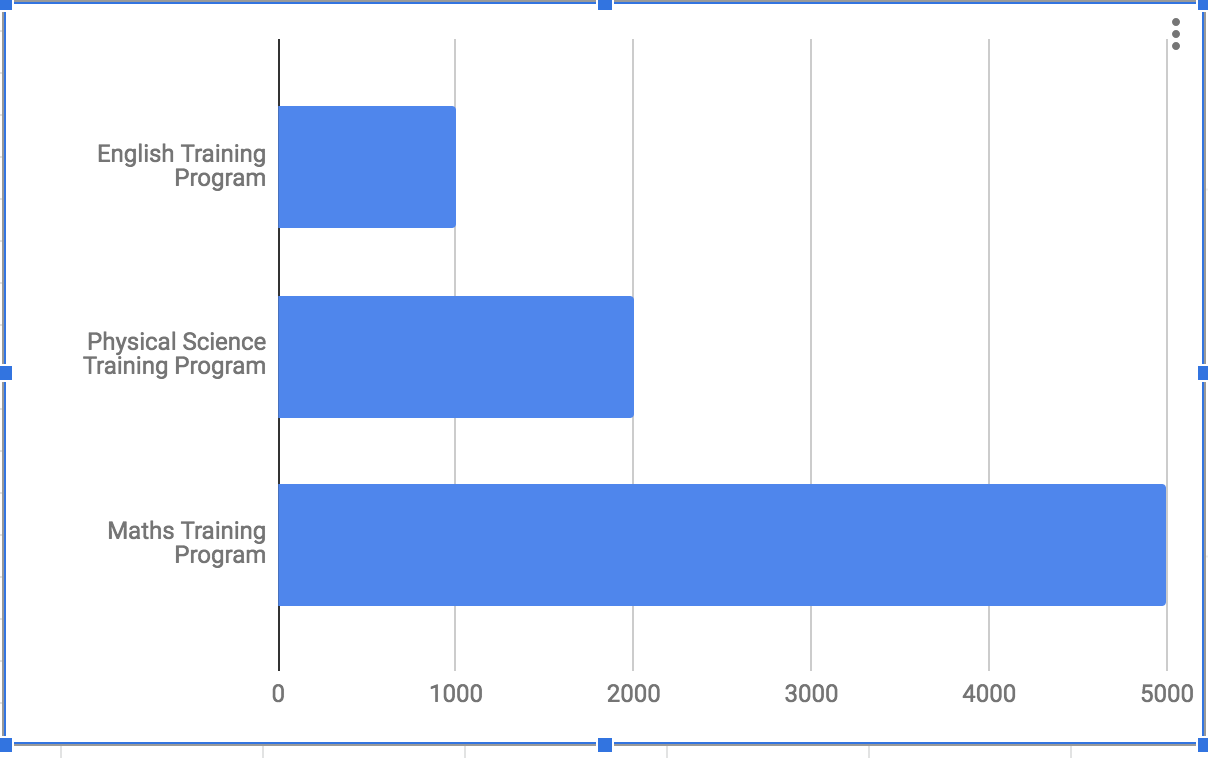 English Training
Program
Physical Science
Training Program
Maths Training
Program
0 1000 2000 3000 4000 5000